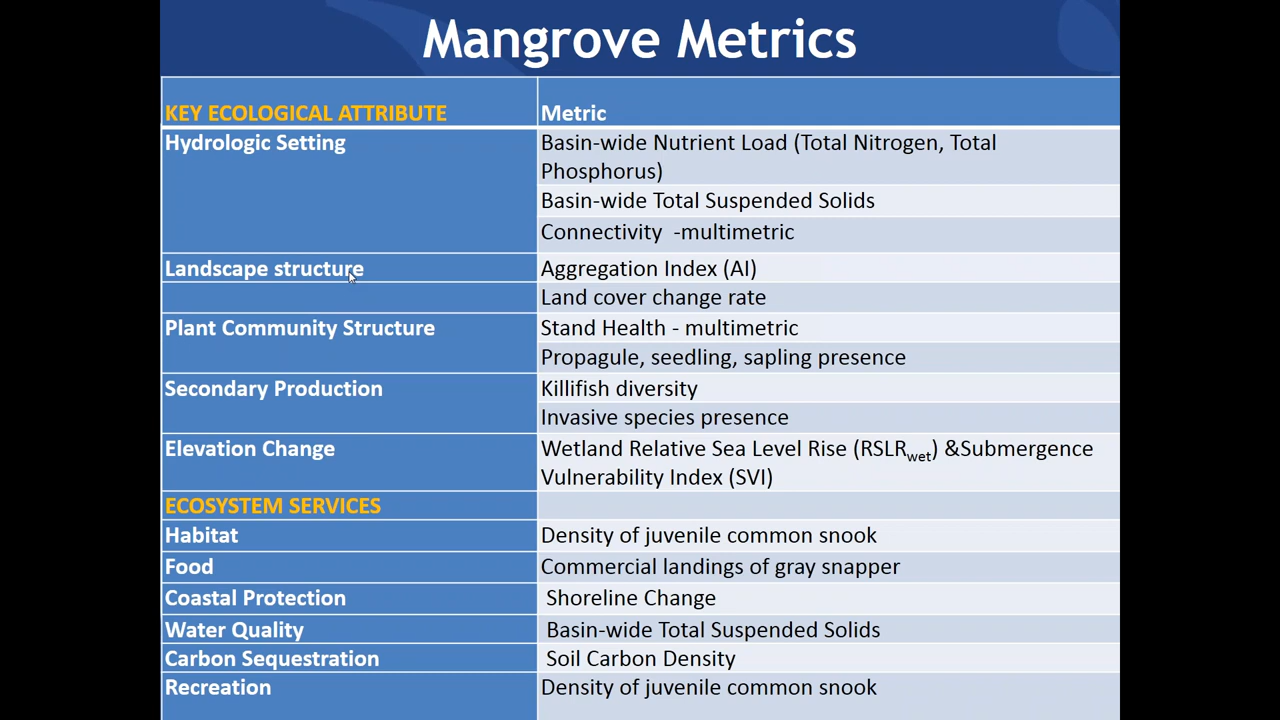 Mangrove Metrics
KEY ECOLOGICAL ATTRIBUTE Metric
Hydrologic Setting Basin-wide Nutrient Load (Total Nitrogen, Total
Phosphorus)
Basin-wide Total Suspended Solids
Connectivity -multimetric
Landscape structure Aggregation Index (AI)
Land cover change rate
Plant Community Structure Stand Health - multimetric
Propagule, seedling, sapling presence
Secondary Production Killifish diversity
Invasive species presence
Elevation Change Wetland Relative Sea Level Rise (RSLRwet) &Submergence
Vulnerability Index (SVI)
ECOSYSTEM SERVICES
Habitat Density of juvenile common snook
Food Commercial landings of gray snapper
Coastal Protection Shoreline Change
Water Quality Basin-wide Total Suspended Solids
Carbon Sequestration Soil Carbon Density
Recreation Density of juvenile common snook